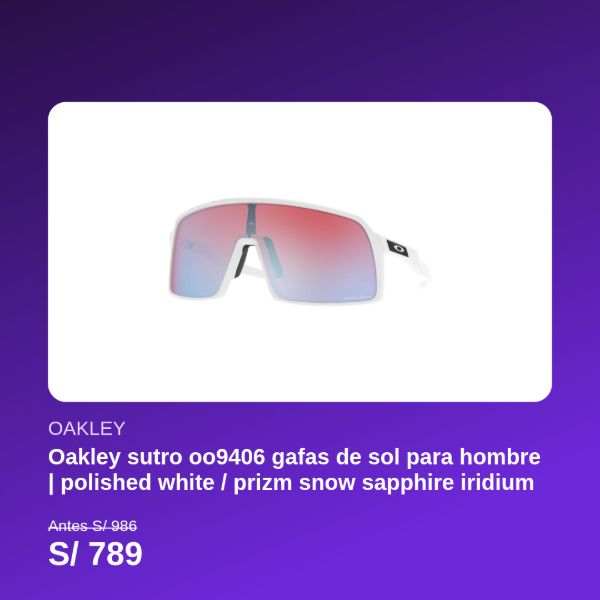 OAKLEY
Oakley sutro oo9406 gafas de sol para hombre
| polished white / prizm snow sapphire iridium
Antes S/ 986
S/ 789